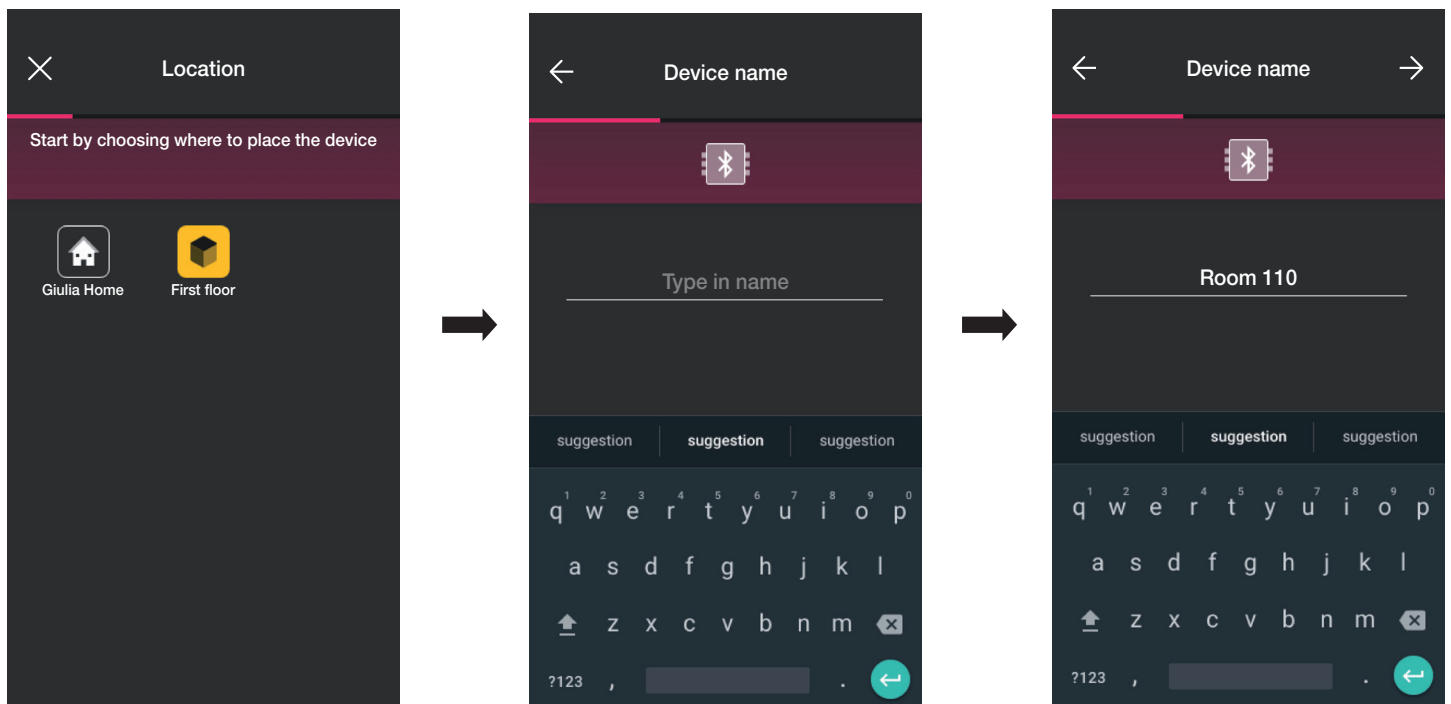 Location
Start by choosing where to place the device
Giulia Home
First floor
Device name
Type in name
suggestion suggestion suggestion
1 2 3 4 5 6 7 8 9 0
q w e r t y u i o p
a s d f g h j k l
z x c v b n m
?123 , .
Device name
Room 110
suggestion suggestion suggestion
1 2 3 4 5 6 7 8 9 0
q w e r t y u i o p
a s d f g h j k l
z x c v b n m
?123 , .